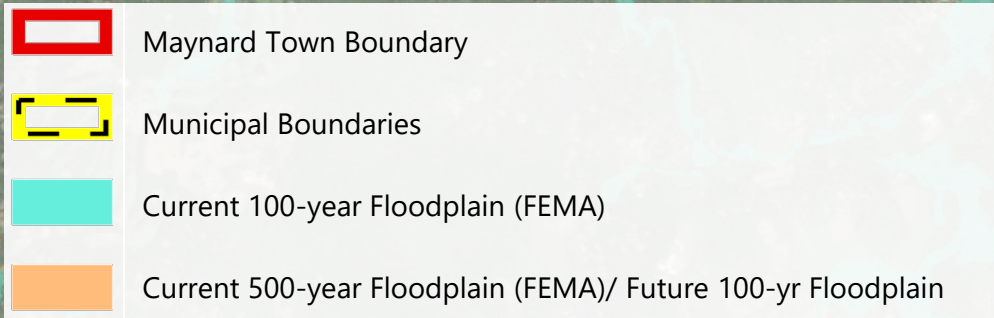 Maynard Town Boundary
Municipal Boundaries
Current 100-year Floodplain (FEMA)
Current 500-year Floodplain (FEMA)/ Future 100-yr Floodplain